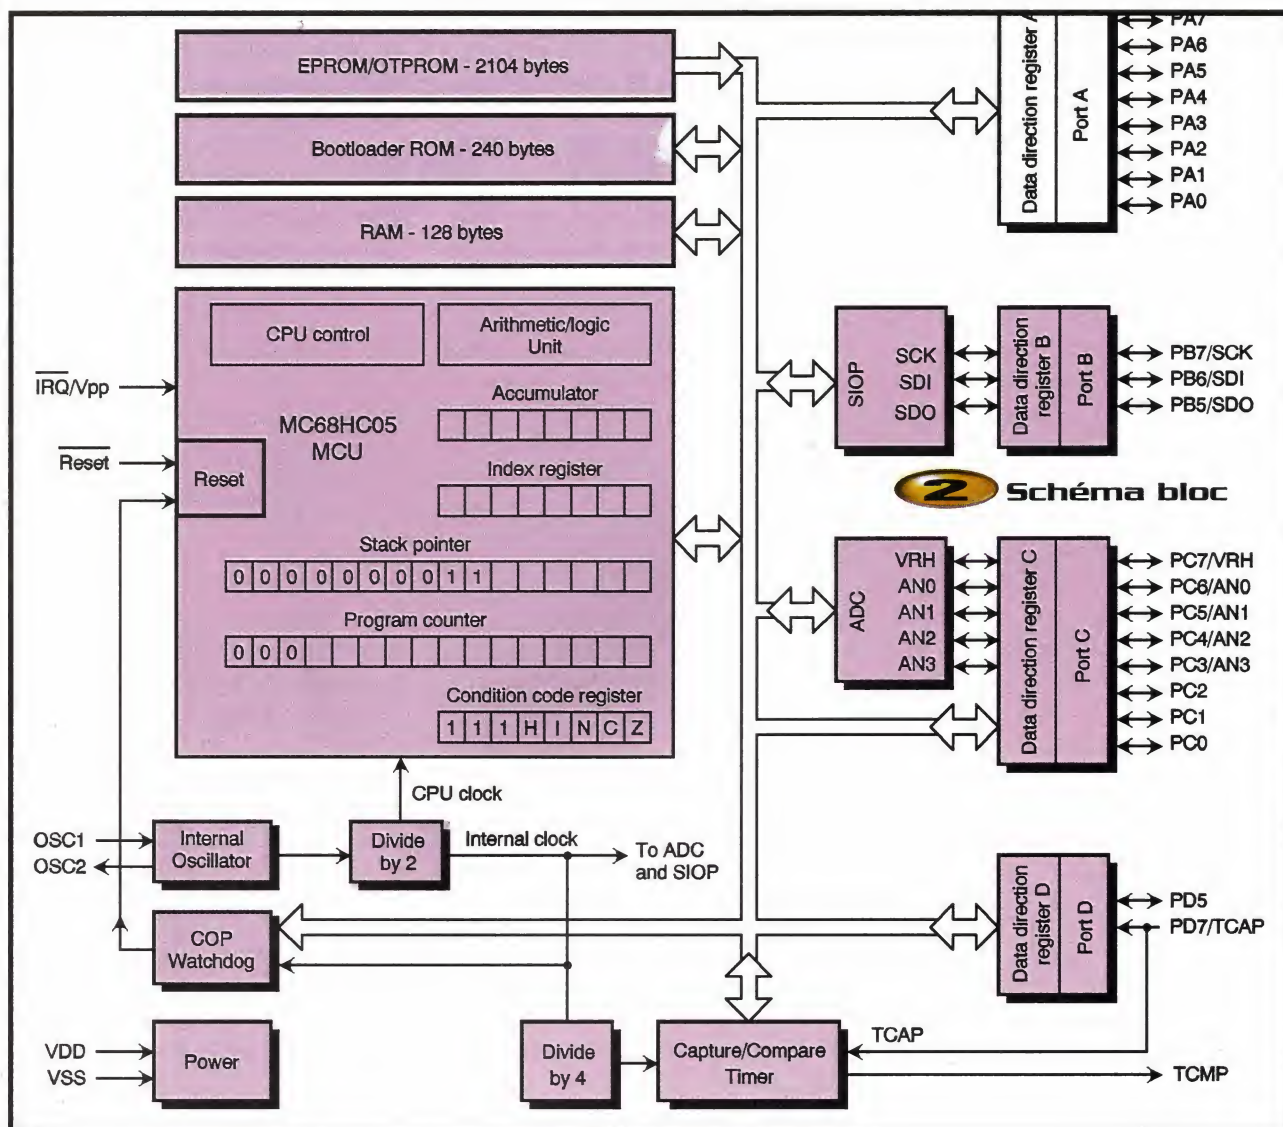 EPROM/OTPROM - 2104 bytes
Bootloader ROM - 240 bytes
RAM - 128 bytes
CPU control
Arithmetic/logic
Unit
MC68HC05
MCU
Accumulator
Index register
Stack pointer
0 0 0 0 0 0 0 0 1 1
Program counter
0 0 0
Condition code register
1 1 1 H I N C Z
IRQ/Vpp
Reset
Reset
CPU clock
OSC1
OSC2
Internal
Oscillator
Divide
by 2
Internal clock
To ADC
and SIOP
COP
Watchdog
VDD
VSS
Power
Divide
by 4
Capture/Compare
Timer
TCAP
TCMP
Data direction register A
Port A
PA7
PA6
PA5
PA4
PA3
PA2
PA1
PA0
SIOP
SCK
SDI
SDO
Data direction
register B
Port B
PB7/SCK
PB6/SDI
PB5/SDO
2 Schéma bloc
ADC
VRH
AN0
AN1
AN2
AN3
Data direction register C
Port C
PC7/VRH
PC6/AN0
PC5/AN1
PC4/AN2
PC3/AN3
PC2
PC1
PC0
Data direction
register D
Port D
PD5
PD7/TCAP